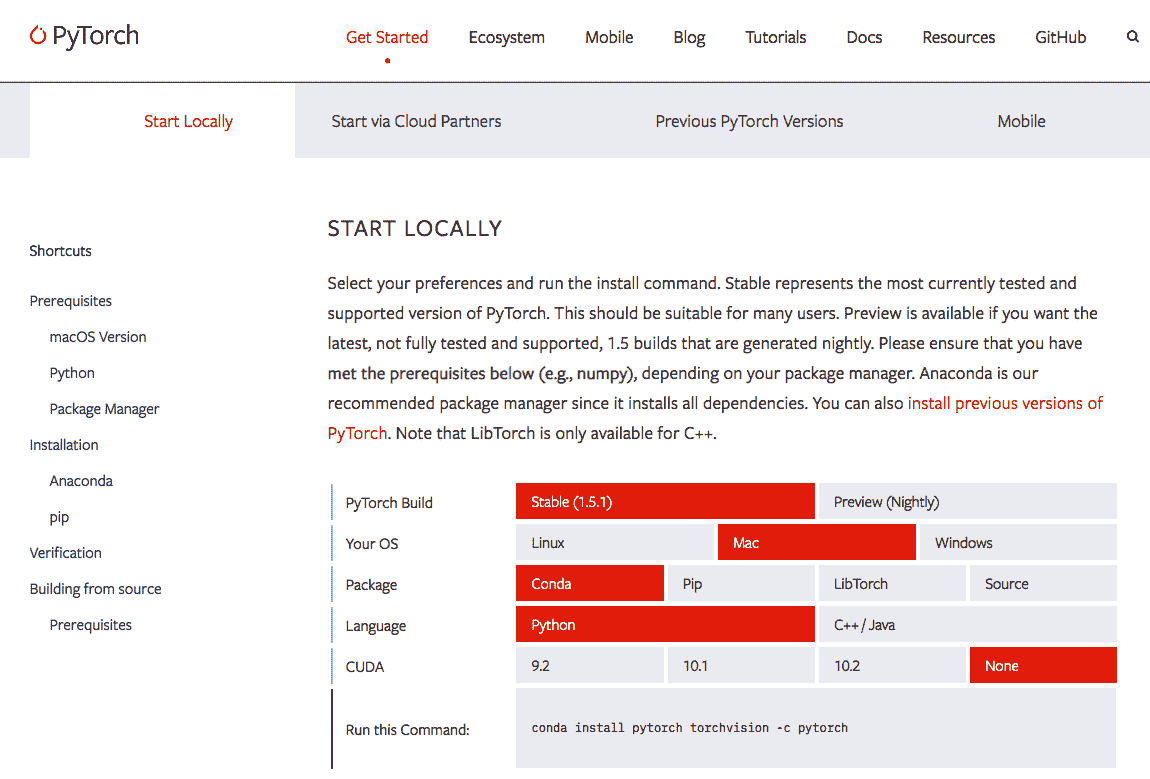 PyTorch
Get Started Ecosystem Mobile Blog Tutorials Docs Resources GitHub
Start Locally Start via Cloud Partners Previous PyTorch Versions Mobile
Shortcuts
Prerequisites
macOS Version
Python
Package Manager
Installation
Anaconda
pip
Verification
Building from source
Prerequisites
START LOCALLY
Select your preferences and run the install command. Stable represents the most currently tested and
supported version of PyTorch. This should be suitable for many users. Preview is available if you want the
latest, not fully tested and supported, 1.5 builds that are generated nightly. Please ensure that you have
met the prerequisites below (e.g., numpy), depending on your package manager. Anaconda is our
recommended package manager since it installs all dependencies. You can also install previous versions of
PyTorch. Note that LibTorch is only available for C++.
PyTorch Build Stable (1.5.1) Preview (Nightly)
Your OS Linux Mac Windows
Package Conda Pip LibTorch Source
Language Python C++ / Java
CUDA 9.2 10.1 10.2 None
Run this Command: conda install pytorch torchvision -c pytorch